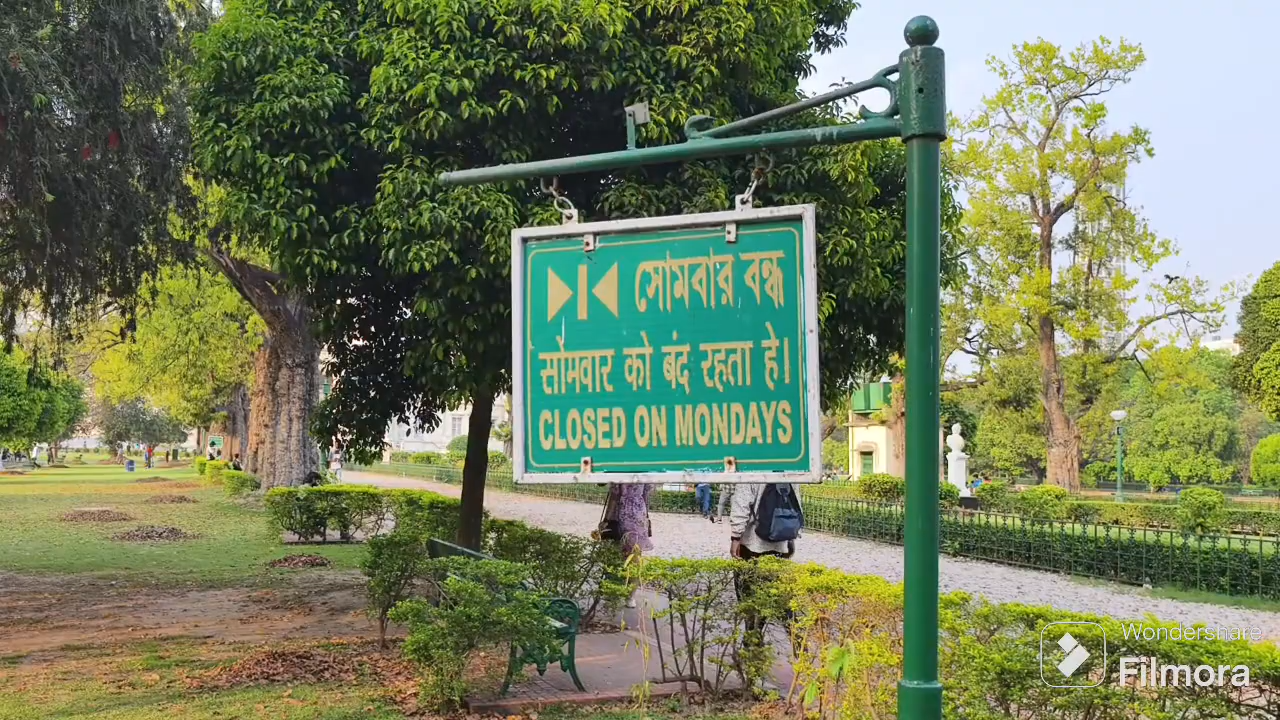 সোমবার বন্ধ
सोमवार को बंद रहता है।
CLOSED ON MONDAYS
Wondershare
Filmora